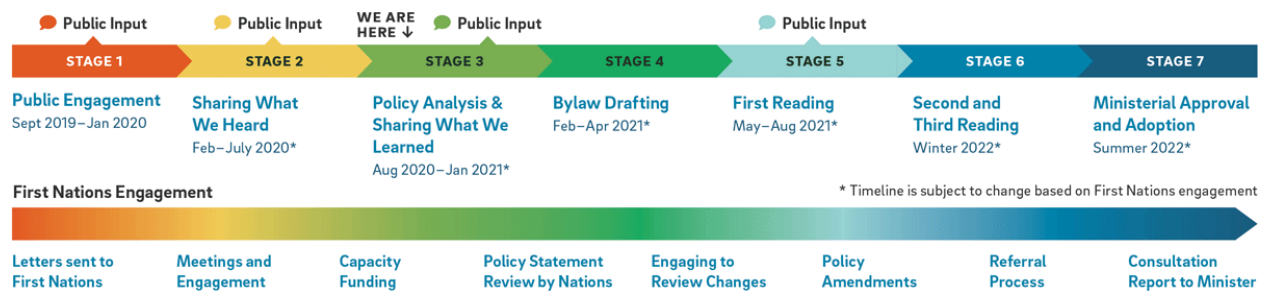 Public Input
Public Input
WE ARE
HERE ↓
Public Input
Public Input
STAGE 1
STAGE 2
STAGE 3
STAGE 4
STAGE 5
STAGE 6
STAGE 7
Public Engagement
Sept 2019–Jan 2020
Sharing What
We Heard
Feb–July 2020*
Policy Analysis &
Sharing What We
Learned
Aug 2020–Jan 2021*
Bylaw Drafting
Feb–Apr 2021*
First Reading
May–Aug 2021*
Second and
Third Reading
Winter 2022*
Ministerial Approval
and Adoption
Summer 2022*
First Nations Engagement
* Timeline is subject to change based on First Nations engagement
Letters sent to
First Nations
Meetings and
Engagement
Capacity
Funding
Policy Statement
Review by Nations
Engaging to
Review Changes
Policy
Amendments
Referral
Process
Consultation
Report to Minister